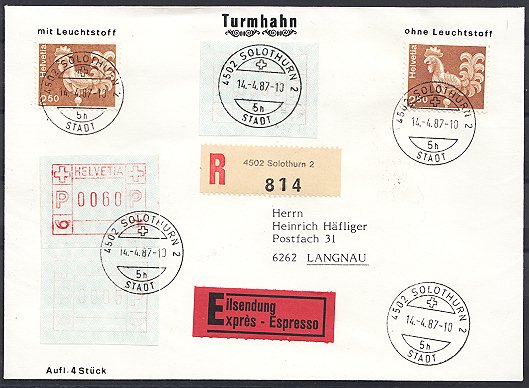 mit Leuchtstoff
Turmhahn
ohne Leuchtstoff
Helvetia
2.50
4502 SOLOTHURN 2
14.-4.87-10
5h
STADT
4502 SOLOTHURN 2
14.-4.87-10
5h
STADT
Helvetia
2.50
4502 SOLOTHURN 2
14.-4.87-10
5h
STADT
HELVETIA
P 0060 P
R
4502 Solothurn 2
814
Herrn
Heinrich Häfliger
Postfach 31
6262 LANGNAU
4502 SOLOTHURN 2
14.-4.87-10
5h
STADT
Eilsendung
Exprès - Espresso
4502 SOLOTHURN 2
14.-4.87-10
5h
STADT
Aufl. 4 Stück